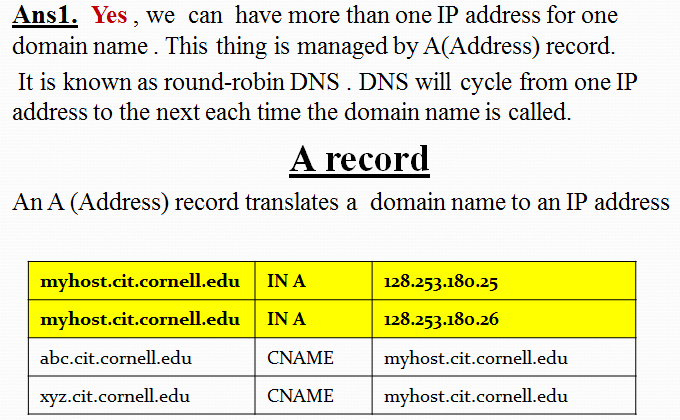 Ans1. Yes , we can have more than one IP address for one
domain name . This thing is managed by A(Address) record.
It is known as round-robin DNS . DNS will cycle from one IP
address to the next each time the domain name is called.
A record
An A (Address) record translates a domain name to an IP address
myhost.cit.cornell.edu IN A 128.253.180.25
myhost.cit.cornell.edu IN A 128.253.180.26
abc.cit.cornell.edu CNAME myhost.cit.cornell.edu
xyz.cit.cornell.edu CNAME myhost.cit.cornell.edu